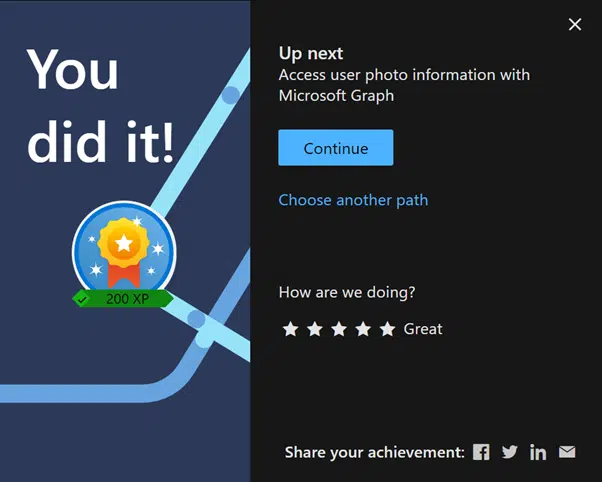 You
did it!
200 XP
Up next
Access user photo information with
Microsoft Graph
Continue
Choose another path
How are we doing?
Great
Share your achievement: